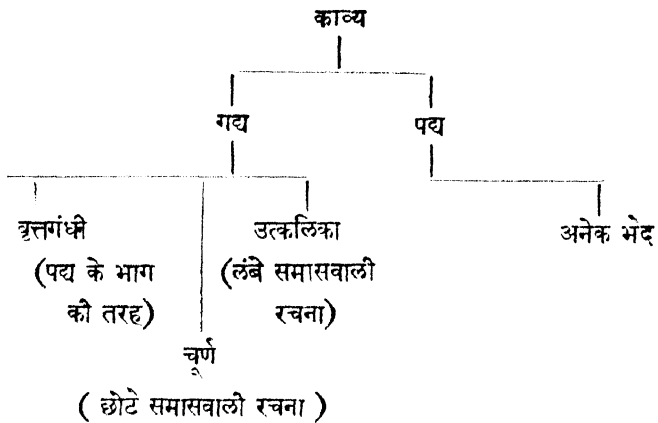 काव्य
गद्य पद्य
वृत्तगंधी उत्कलिका अनेक भेद
(पद्य के भाग (लंबे समासवाली
की तरह) रचना)
चूर्ण
( छोटे समासवाली रचना )